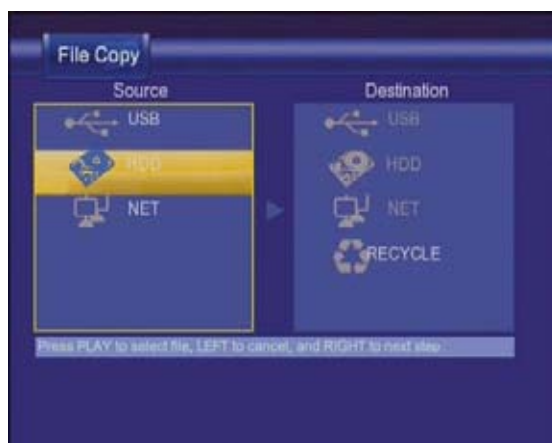 File Copy
Source
Destination
USB
HDD
NET
USB
HDD
NET
RECYCLE
Press PLAY to select file, LEFT to cancel, and RIGHT to next step